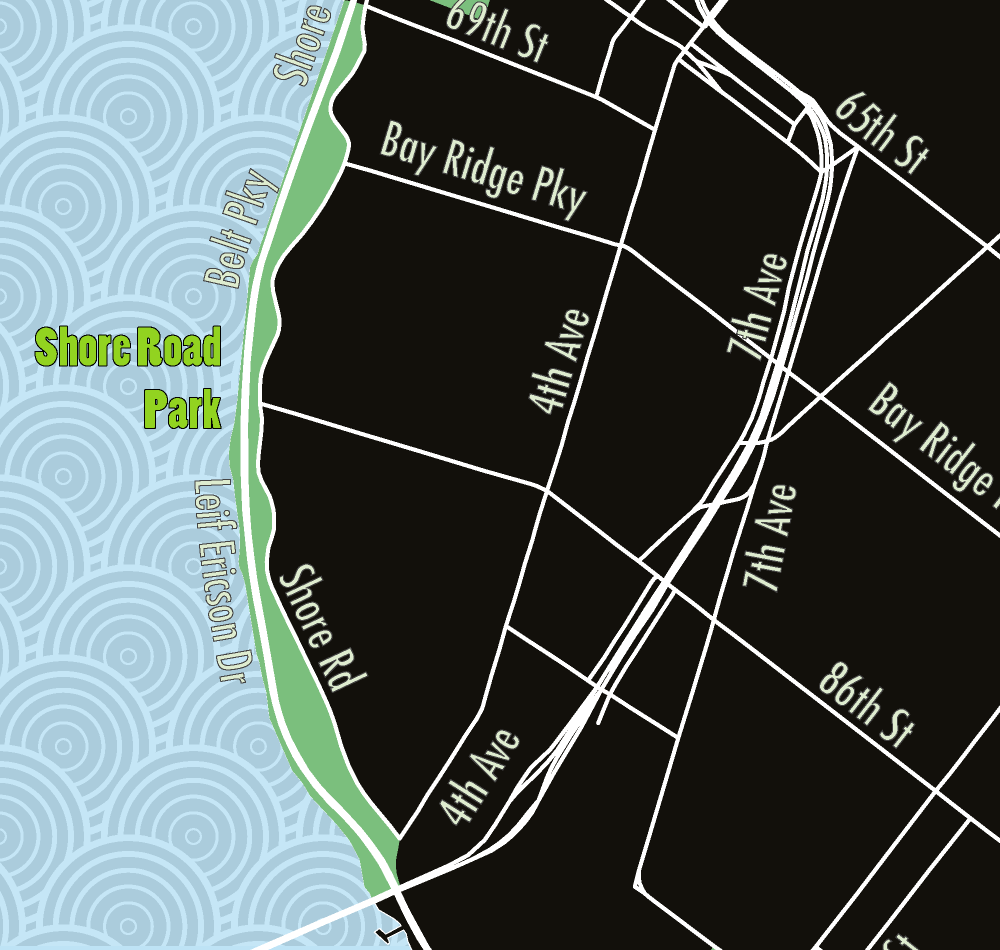 Shore
69th St
65th St
Bay Ridge Pky
Belt Pky
7th Ave
4th Ave
Shore Road
Park
Bay Ridge
Leif Ericson Dr
7th Ave
Shore Rd
86th St
4th Ave